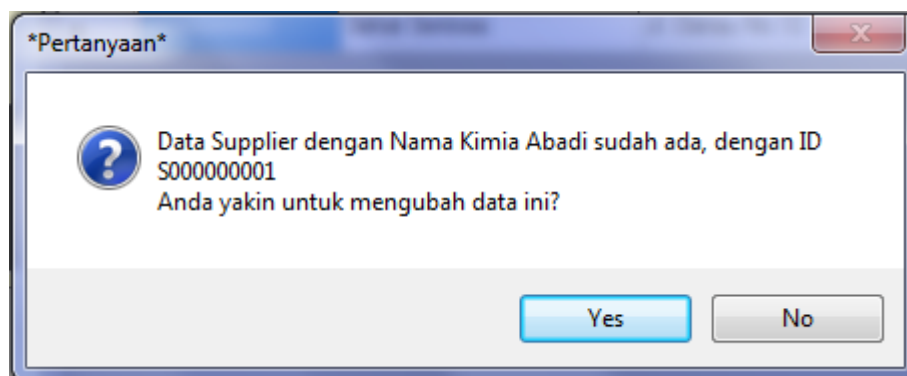 *Pertanyaan*
Data Supplier dengan Nama Kimia Abadi sudah ada, dengan ID
S000000001
Anda yakin untuk mengubah data ini?
Yes
No